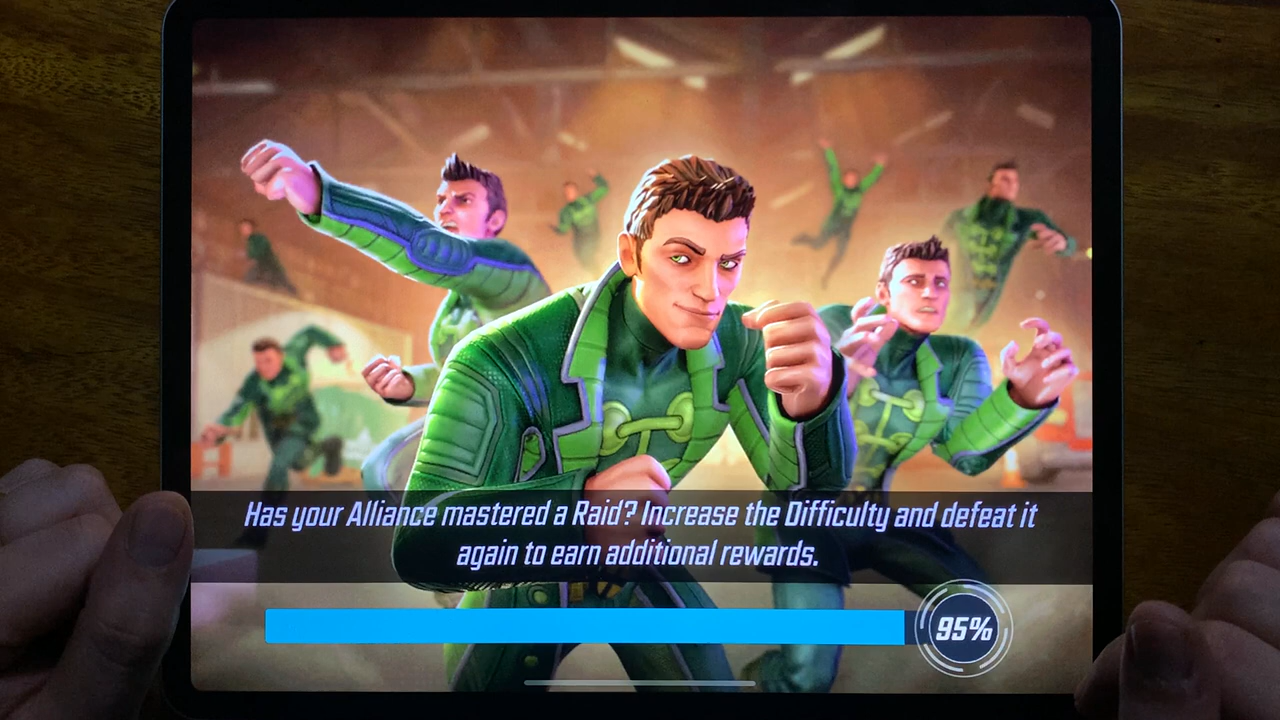 Has your Alliance mastered a Raid? Increase the Difficulty and defeat it
again to earn additional rewards.
95%